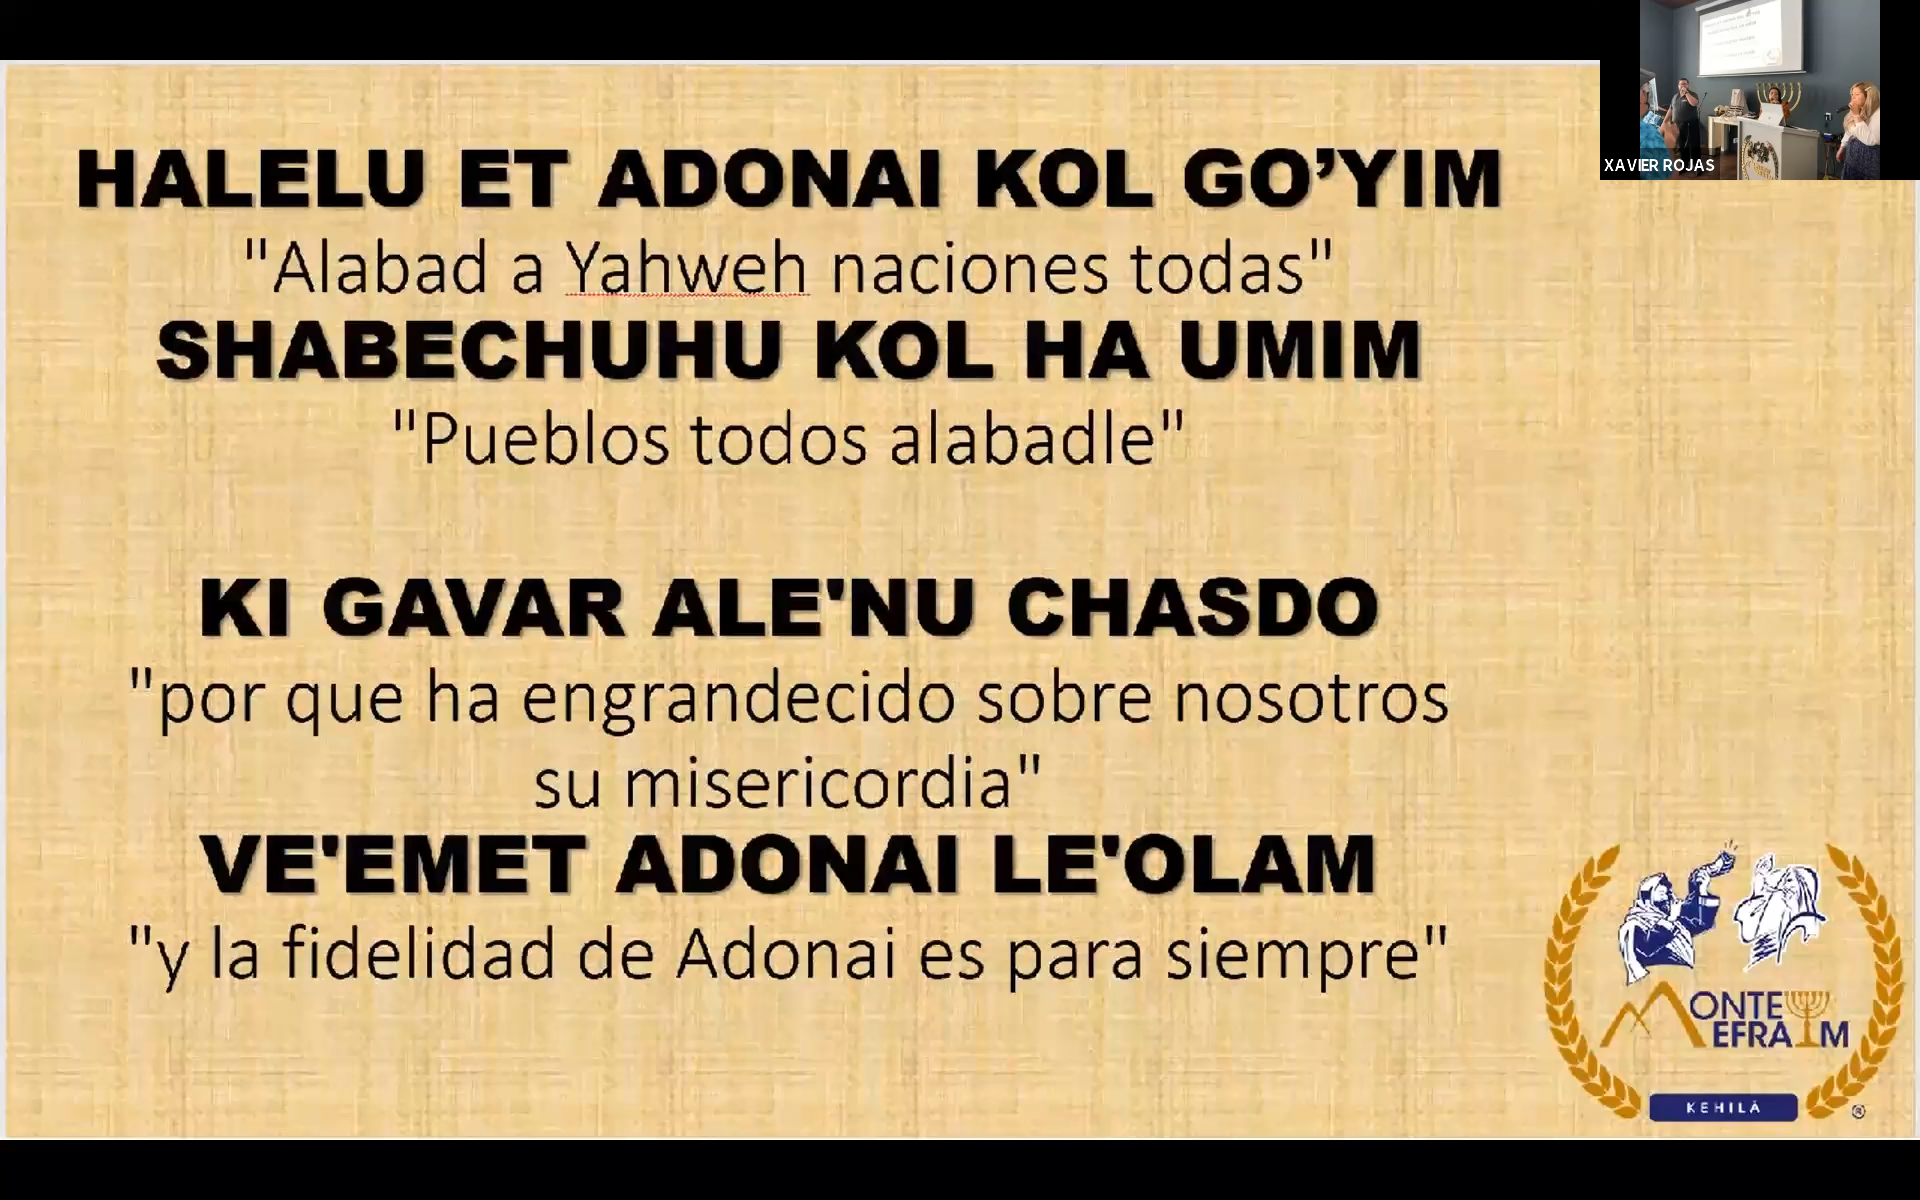 HALELU ET ADONAI KOL GO’YIM
"Alabad a Yahweh naciones todas"
SHABECHUHU KOL HA UMIM
"Pueblos todos alabadle"
KI GAVAR ALE'NU CHASDO
"por que ha engrandecido sobre nosotros
su misericordia"
VE'EMET ADONAI LE'OLAM
"y la fidelidad de Adonai es para siempre"
XAVIER ROJAS
MONTE
EFRAIM
KEHILÁ
®